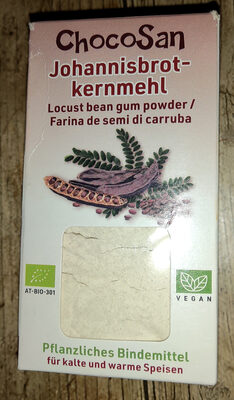 ChocoSan
Johannisbrot-
kernmehl
Locust bean gum powder /
Farina de semi di carruba
AT-BIO-301
VEGAN
Pflanzliches Bindemittel
für kalte und warme Speisen